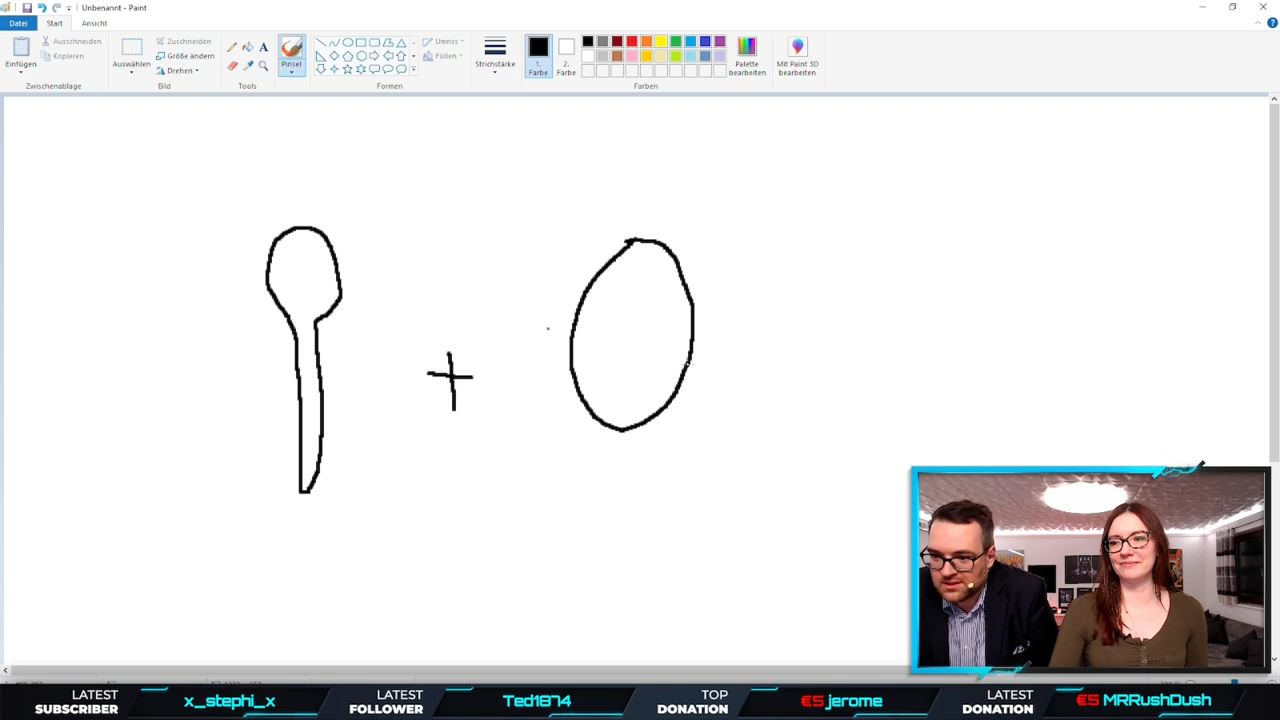 Unbenannt - Paint
Datei Start Ansicht
Einfügen
Ausschneiden
Kopieren
Zwischenablage
Auswählen
Zuschneiden
Größe ändern
Drehen
Bild
A
Tools
Pinsel
Umriss
Füllen
Formen
Strichstärke
1.
Farbe
2.
Farbe
Palette
bearbeiten
Mit Paint 3D
bearbeiten
Farben
+
LATEST
SUBSCRIBER
x_stephi_x
LATEST
FOLLOWER
Ted1874
TOP
DONATION
€5 jerome
LATEST
DONATION
€5 MRRushDush